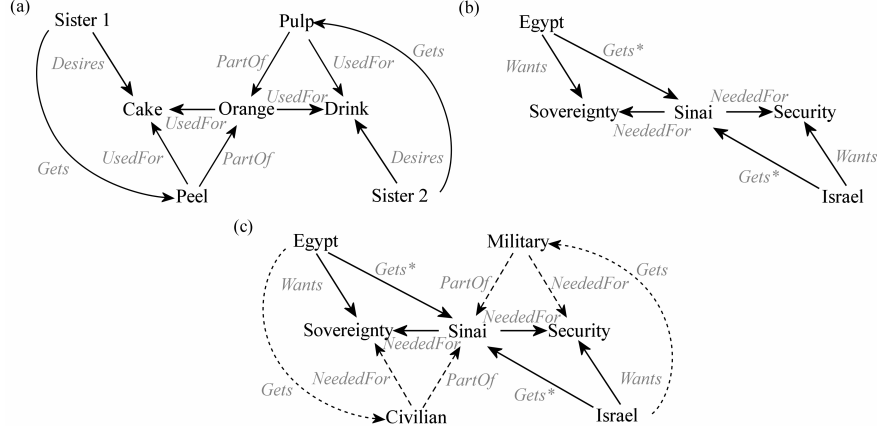 (a)
Sister 1
Pulp
Desires
PartOf
UsedFor
Gets
Cake
UsedFor
Orange
UsedFor
Drink
Gets
UsedFor
PartOf
Desires
Peel
Sister 2
(b)
Egypt
Wants
Gets*
Sovereignty
NeededFor
Sinai
NeededFor
Security
Gets*
Wants
Israel
(c)
Egypt
Military
Wants
Gets*
PartOf
NeededFor
Gets
Sovereignty
NeededFor
Sinai
NeededFor
Security
Gets
NeededFor
PartOf
Gets*
Wants
Civilian
Israel